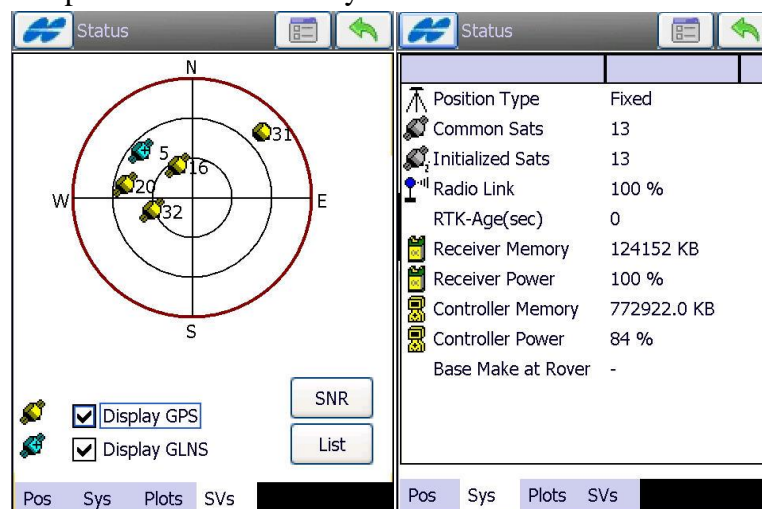 Status
N
31
5
16
20
W
E
32
S
Display GPS
SNR
Display GLNS
List
Pos Sys Plots SVs
Status
Position Type Fixed
Common Sats 13
Initialized Sats 13
Radio Link 100 %
RTK-Age(sec) 0
Receiver Memory 124152 KB
Receiver Power 100 %
Controller Memory 772922.0 KB
Controller Power 84 %
Base Make at Rover -
Pos Sys Plots SVs